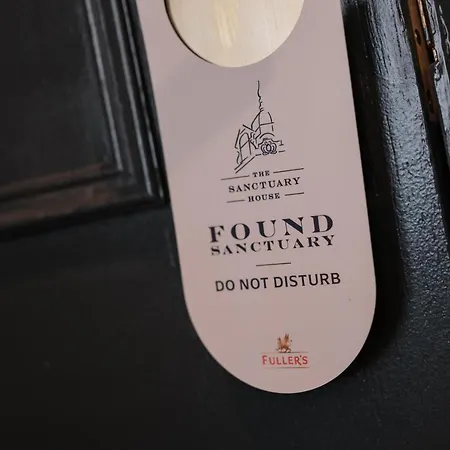 THE
SANCTUARY
HOUSE
FOUND
SANCTUARY
DO NOT DISTURB
FULLER'S